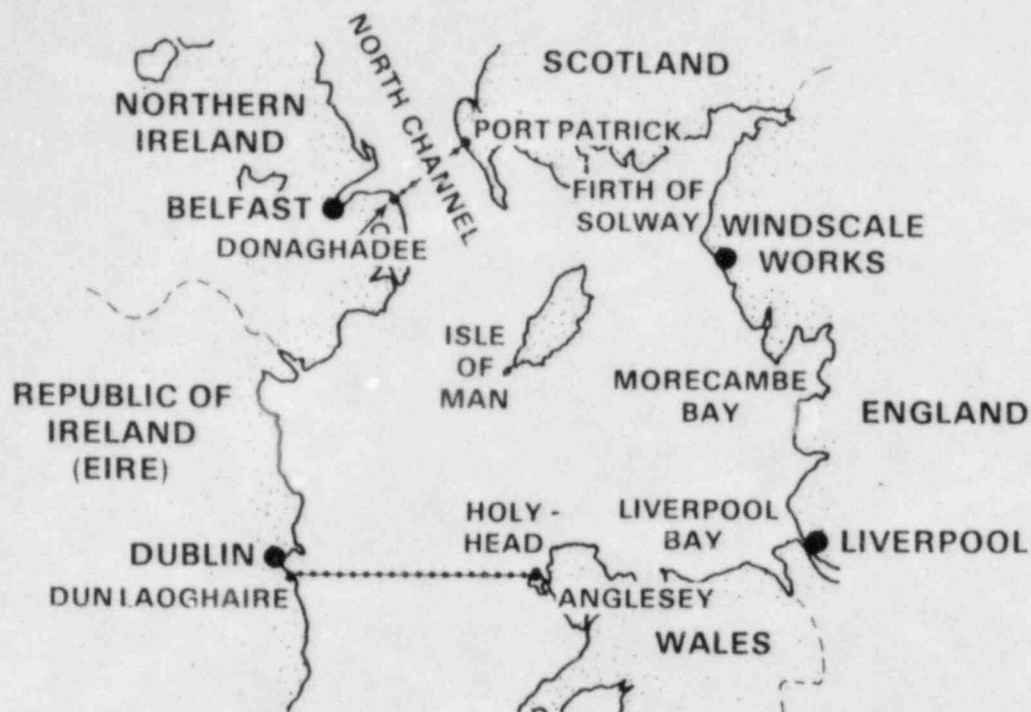 NORTH CHANNEL
SCOTLAND
NORTHERN
IRELAND
PORT PATRICK
BELFAST
DONAGHADEE
FIRTH OF
SOLWAY
WINDSCALE
WORKS
ISLE
OF
MAN
MORECAMBE
BAY
REPUBLIC OF
IRELAND
(EIRE)
ENGLAND
HOLY-
HEAD
LIVERPOOL
BAY
DUBLIN
LIVERPOOL
DUN LAOGHAIRE
ANGLESEY
WALES